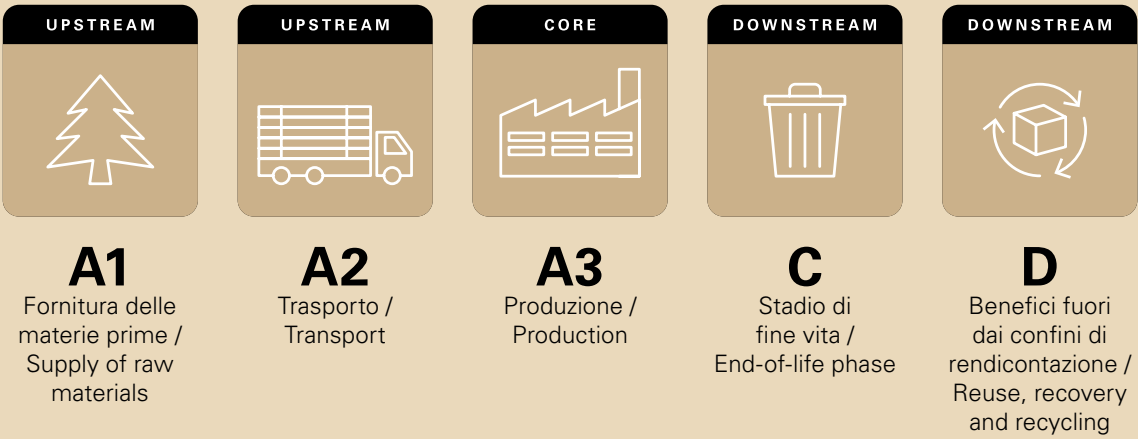 UPSTREAM
UPSTREAM
CORE
DOWNSTREAM
DOWNSTREAM
A1
Fornitura delle
materie prime /
Supply of raw
materials
A2
Trasporto /
Transport
A3
Produzione /
Production
C
Stadio di
fine vita /
End-of-life phase
D
Benefici fuori
dai confini di
rendicontazione /
Reuse, recovery
and recycling